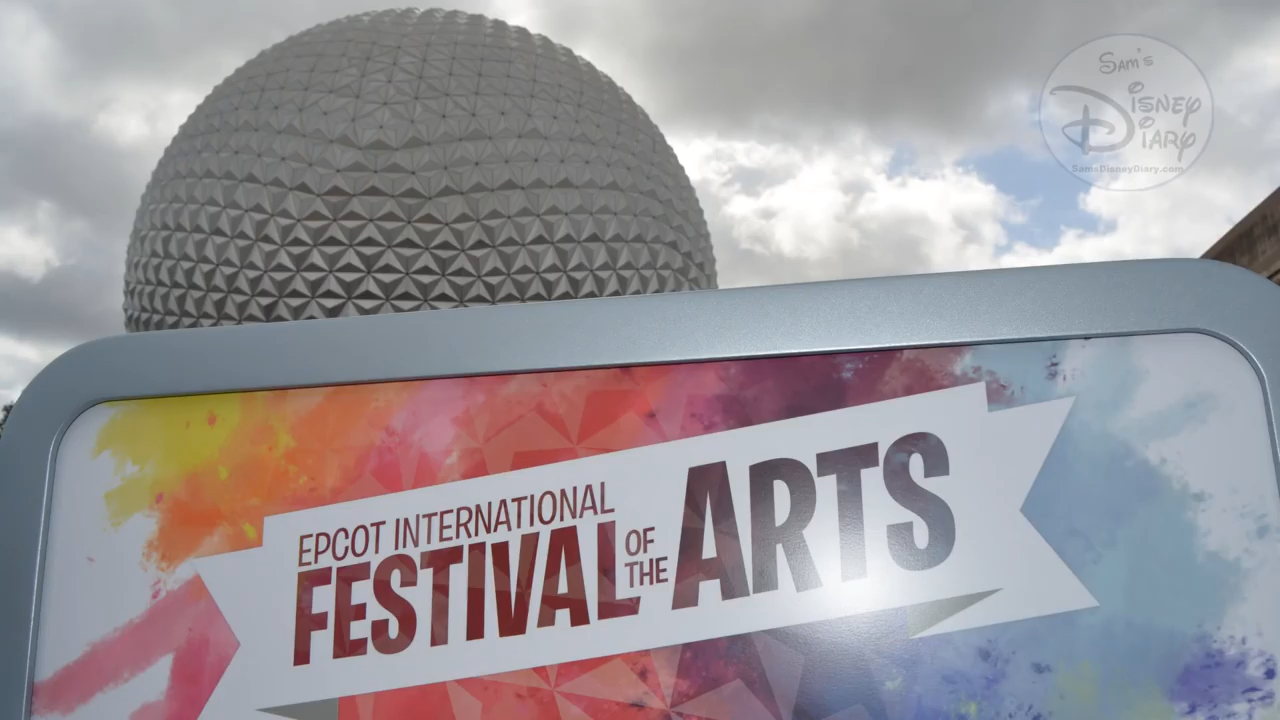 Sam's
Disney
Diary
SamsDisneyDiary.com
EPCOT INTERNATIONAL
FESTIVAL OF THE ARTS